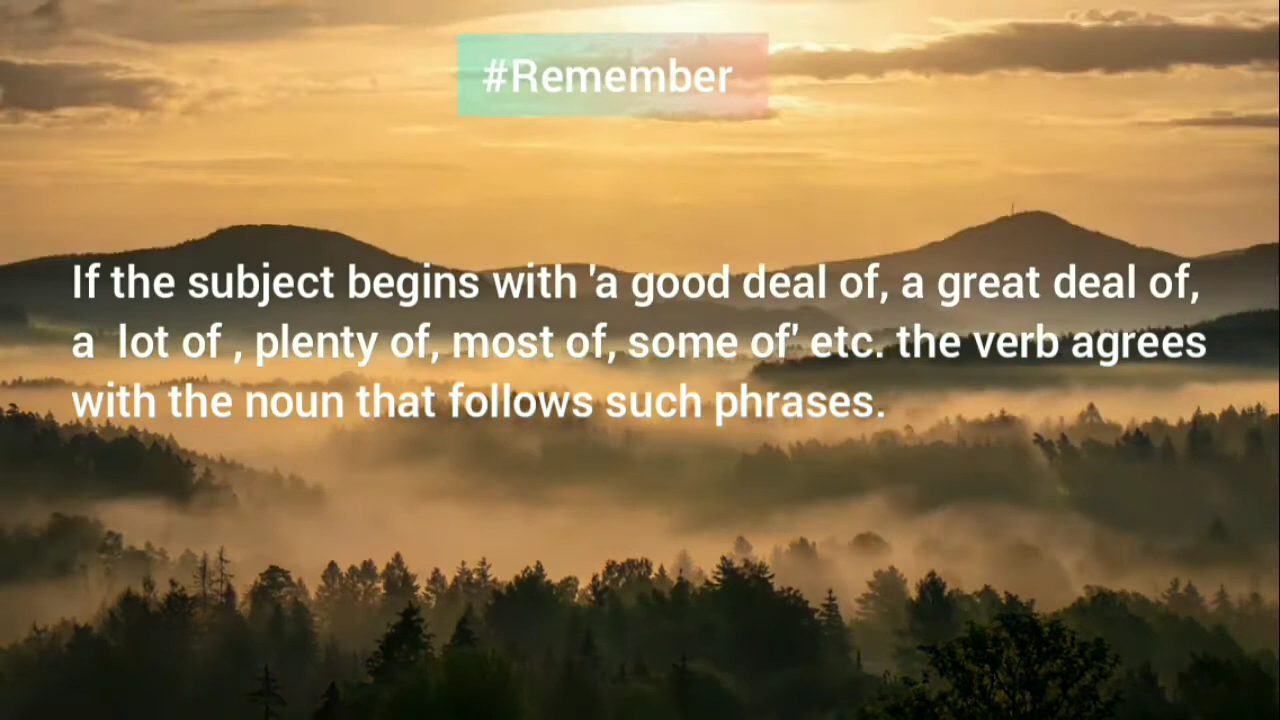 #Remember
If the subject begins with 'a good deal of, a great deal of,
a  lot of , plenty of, most of, some of' etc. the verb agrees
with the noun that follows such phrases.